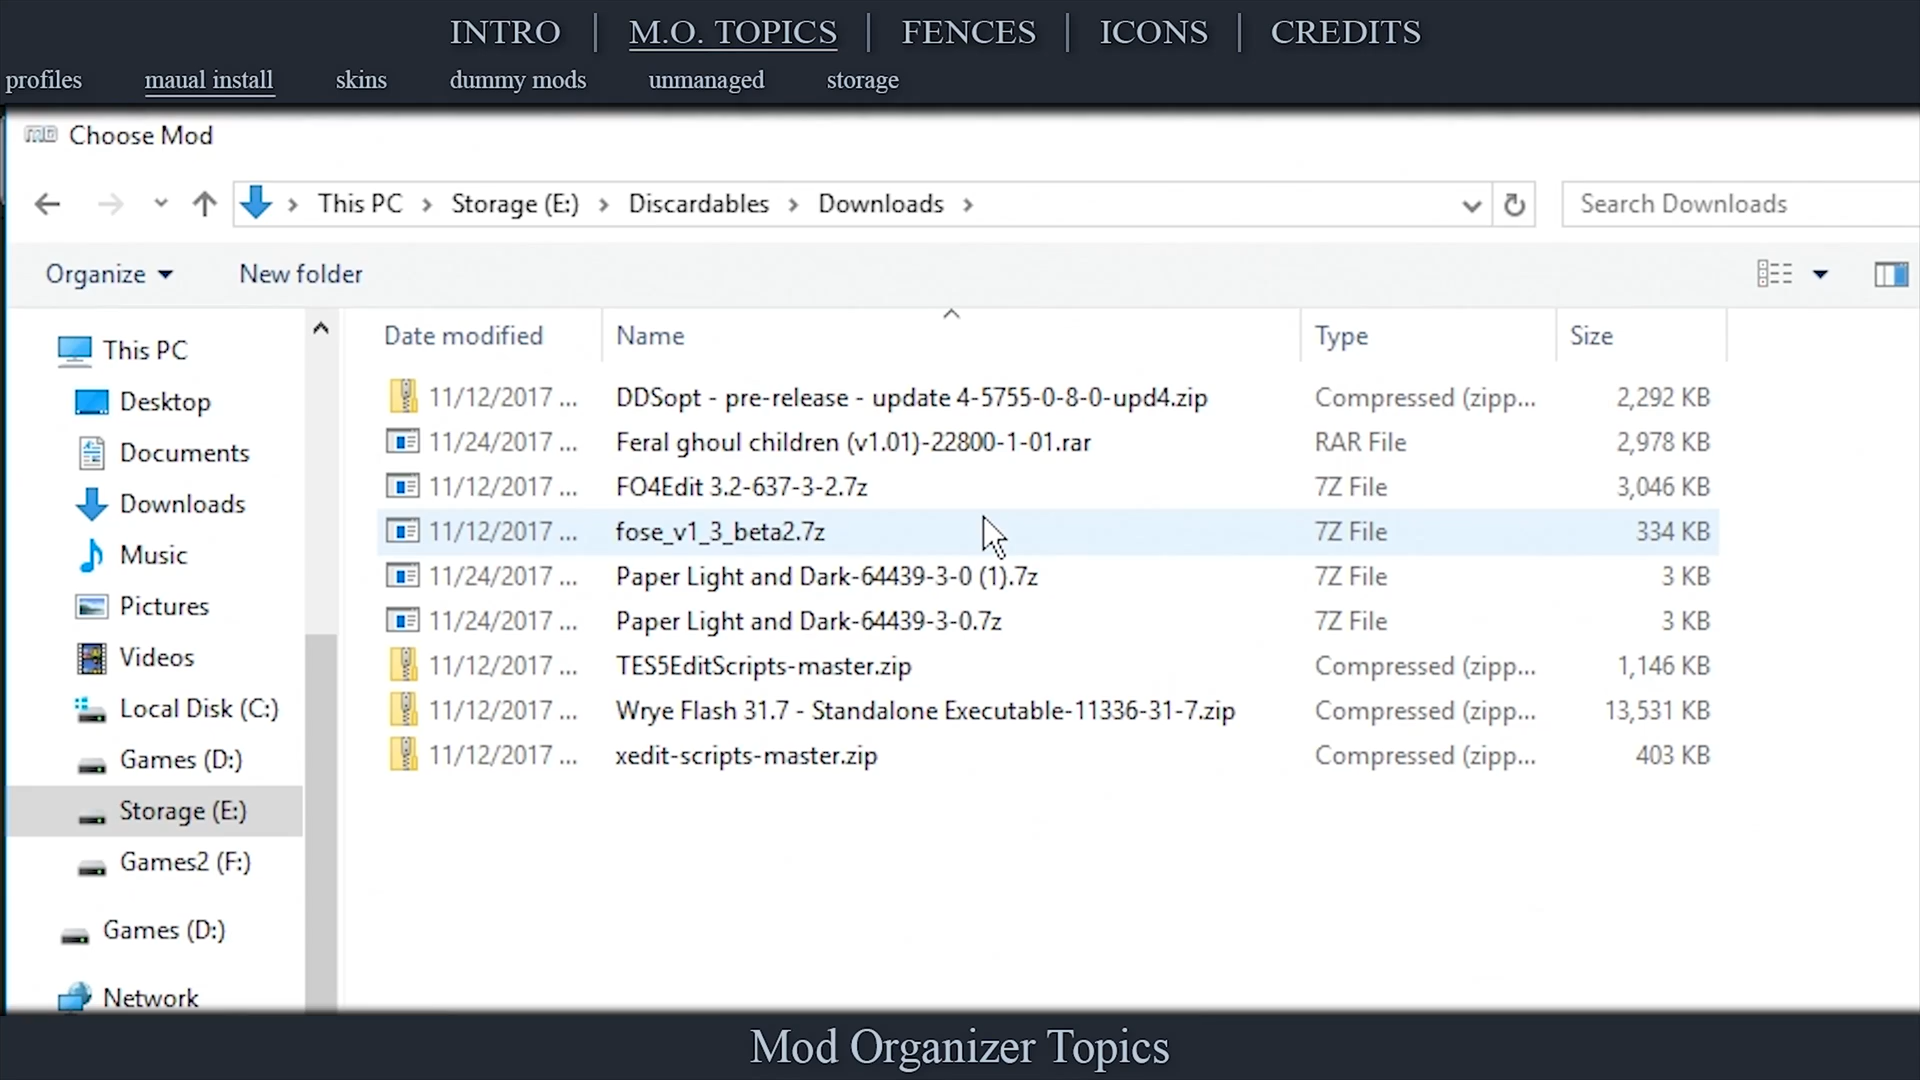 INTRO | M.O. TOPICS | FENCES | ICONS | CREDITS
profiles maual install skins dummy mods unmanaged storage
Choose Mod
This PC > Storage (E:) > Discardables > Downloads >
Search Downloads
Organize New folder
Date modified Name Type Size
11/12/2017 ... DDSopt - pre-release - update 4-5755-0-8-0-upd4.zip Compressed (zipp... 2,292 KB
11/24/2017 ... Feral ghoul children (v1.01)-22800-1-01.rar RAR File 2,978 KB
11/12/2017 ... FO4Edit 3.2-637-3-2.7z 7Z File 3,046 KB
11/12/2017 ... fose_v1_3_beta2.7z 7Z File 334 KB
11/24/2017 ... Paper Light and Dark-64439-3-0 (1).7z 7Z File 3 KB
11/24/2017 ... Paper Light and Dark-64439-3-0.7z 7Z File 3 KB
11/12/2017 ... TES5EditScripts-master.zip Compressed (zipp... 1,146 KB
11/12/2017 ... Wrye Flash 31.7 - Standalone Executable-11336-31-7.zip Compressed (zipp... 13,531 KB
11/12/2017 ... xedit-scripts-master.zip Compressed (zipp... 403 KB
This PC
Desktop
Documents
Downloads
Music
Pictures
Videos
Local Disk (C:)
Games (D:)
Storage (E:)
Games2 (F:)
Games (D:)
Network
Mod Organizer Topics